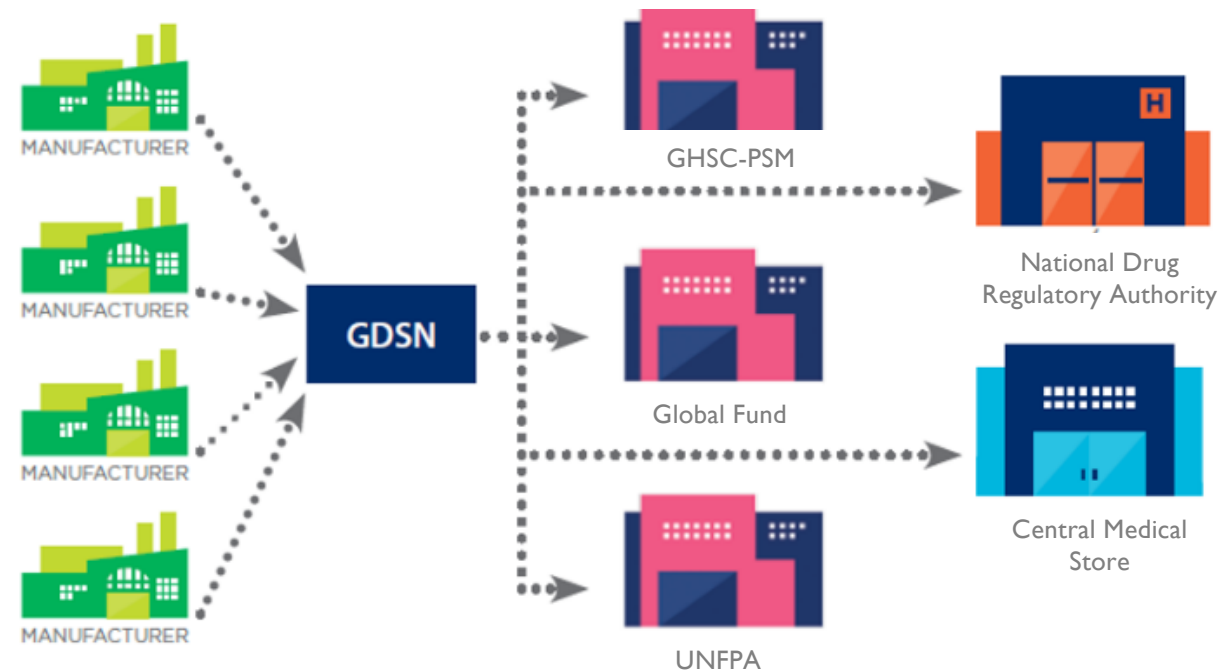 MANUFACTURER
MANUFACTURER
MANUFACTURER
MANUFACTURER
GDSN
GHSC-PSM
Global Fund
UNFPA
H
National Drug
Regulatory Authority
Central Medical
Store